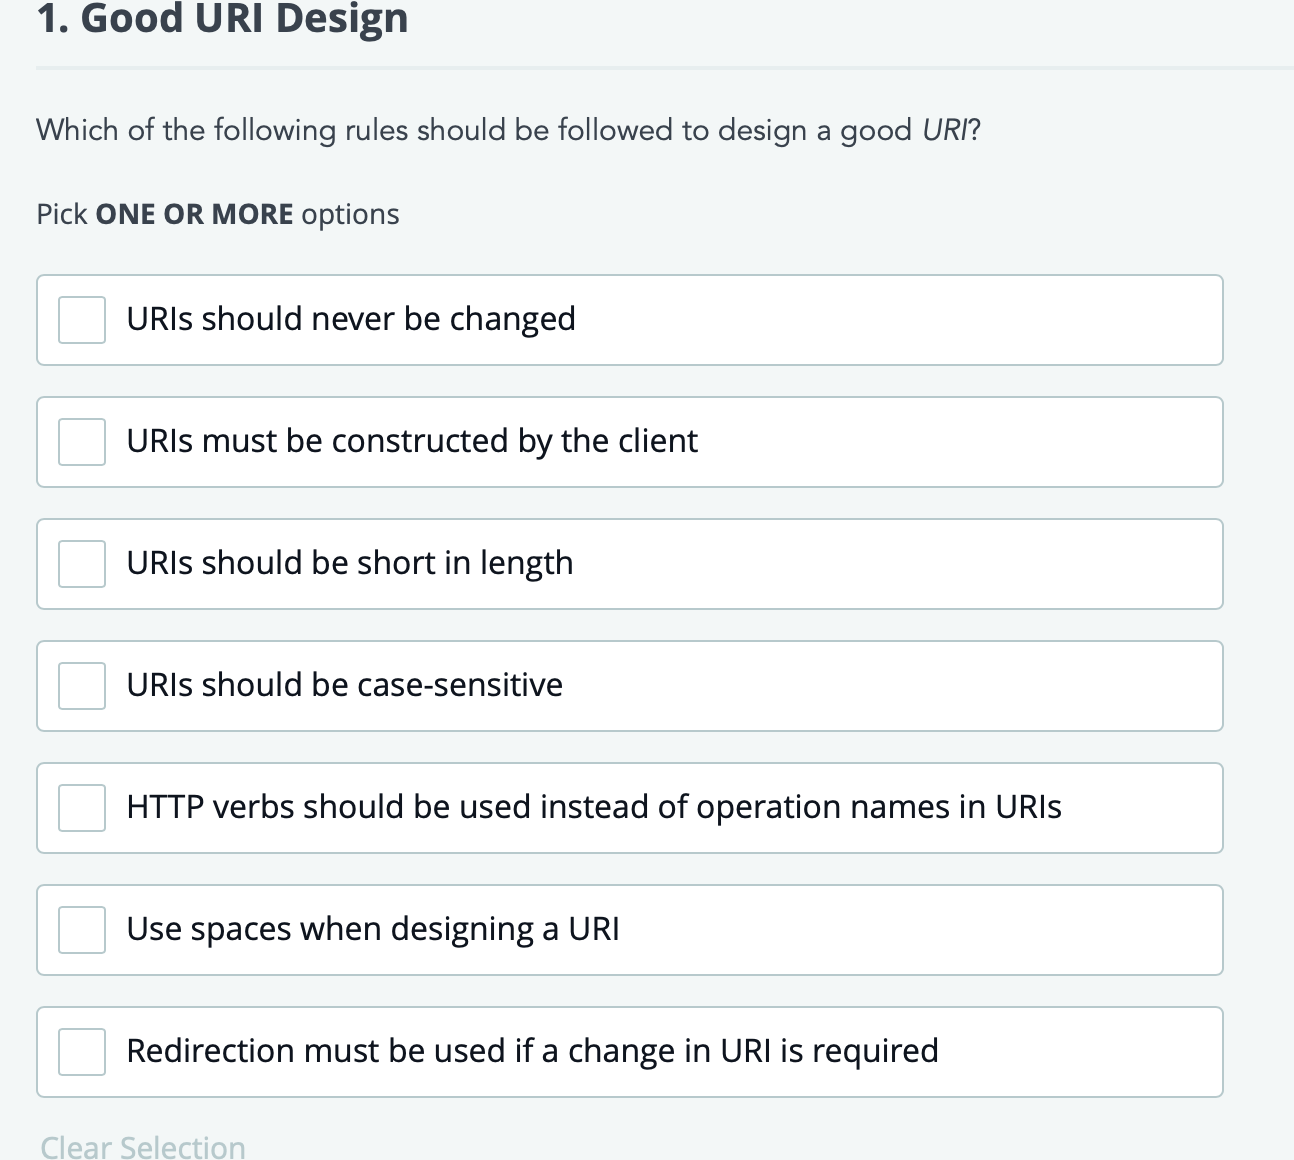 1. Good URI Design
Which of the following rules should be followed to design a good URI?
Pick ONE OR MORE options
URIs should never be changed
URIs must be constructed by the client
URIs should be short in length
URIs should be case-sensitive
HTTP verbs should be used instead of operation names in URIs
Use spaces when designing a URI
Redirection must be used if a change in URI is required
Clear Selection